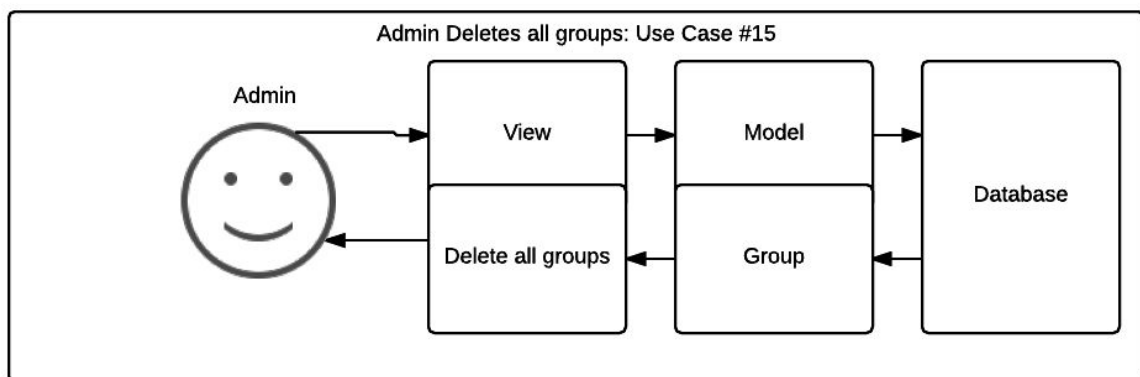 Admin Deletes all groups: Use Case #15
Admin
View
Model
Database
Delete all groups
Group